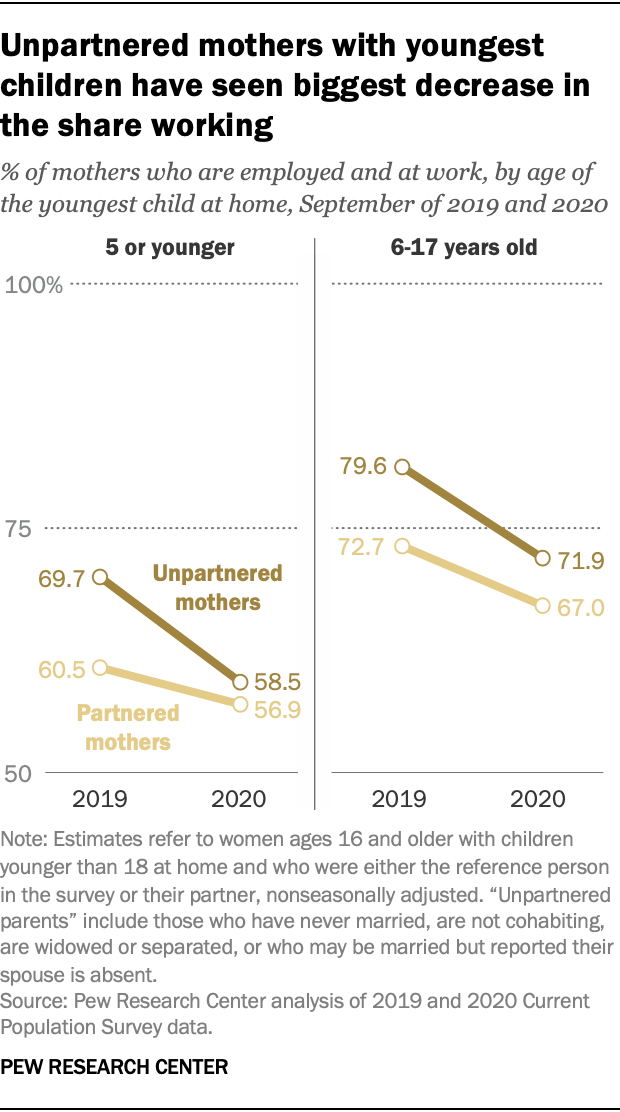 Unpartnered mothers with youngest
children have seen biggest decrease in
the share working
% of mothers who are employed and at work, by age of
the youngest child at home, September of 2019 and 2020
5 or younger
6-17 years old
100%
75
50
69.7
58.5
Unpartnered
mothers
60.5
56.9
Partnered
mothers
79.6
71.9
72.7
67.0
2019
2020
2019
2020
Note: Estimates refer to women ages 16 and older with children
younger than 18 at home and who were either the reference person
in the survey or their partner, nonseasonally adjusted. “Unpartnered
parents” include those who have never married, are not cohabiting,
are widowed or separated, or who may be married but reported their
spouse is absent.
Source: Pew Research Center analysis of 2019 and 2020 Current
Population Survey data.
PEW RESEARCH CENTER